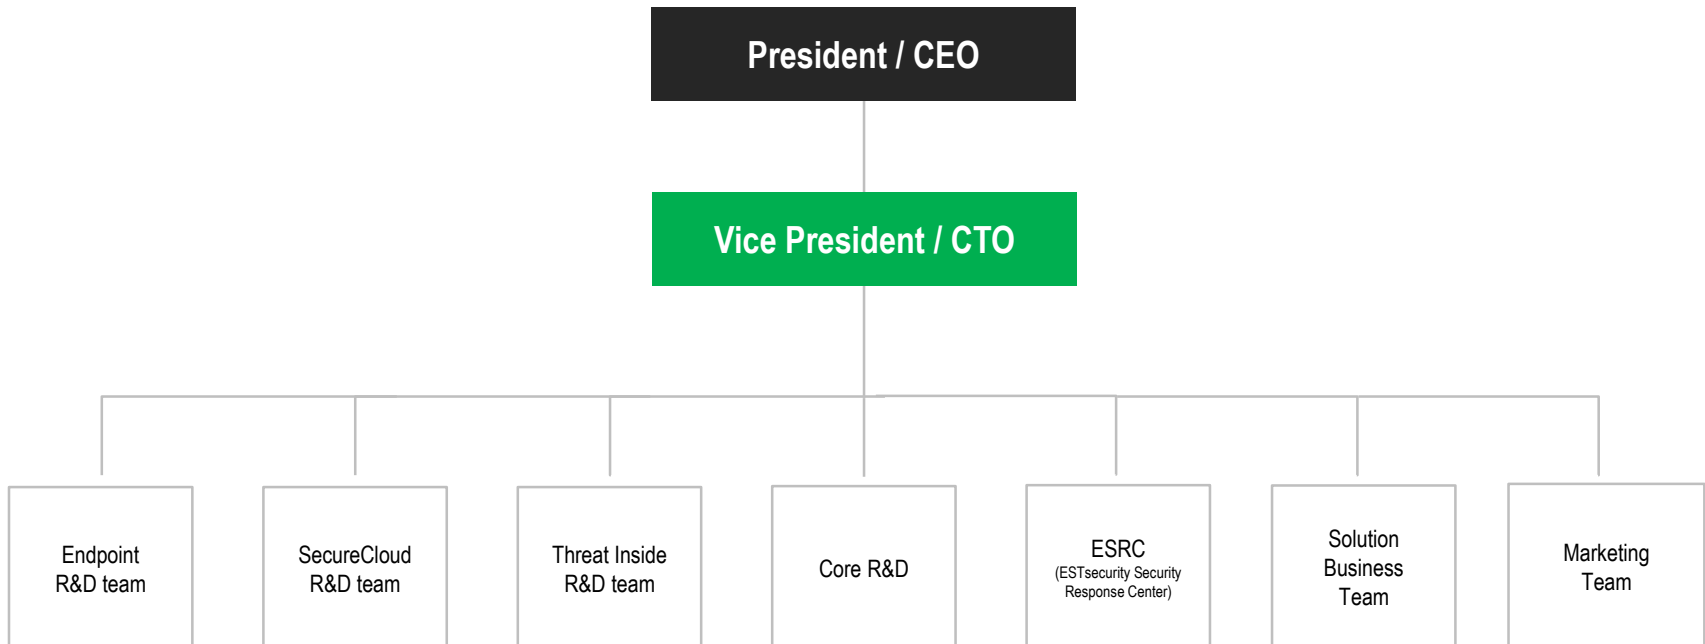 President / CEO
Vice President / CTO
Endpoint
R&D team
SecureCloud
R&D team
Threat Inside
R&D team
Core R&D
ESRC
(ESTsecurity Security
Response Center)
Solution
Business
Team
Marketing
Team